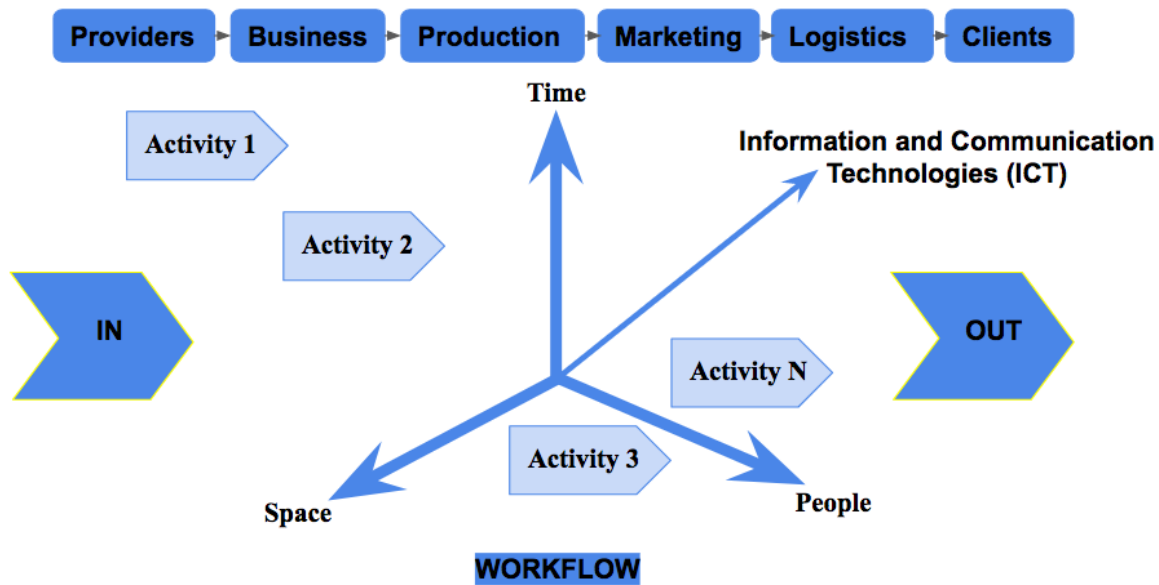 Providers Business Production Marketing Logistics Clients
Time
Activity 1
Information and Communication
Technologies (ICT)
Activity 2
IN
OUT
Activity N
Activity 3
Space
People
WORKFLOW